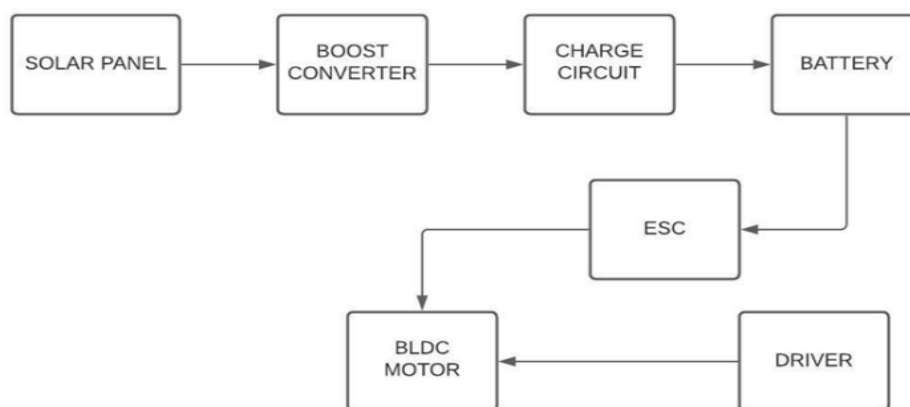 SOLAR PANEL
BOOST
CONVERTER
CHARGE
CIRCUIT
BATTERY
ESC
BLDC
MOTOR
DRIVER